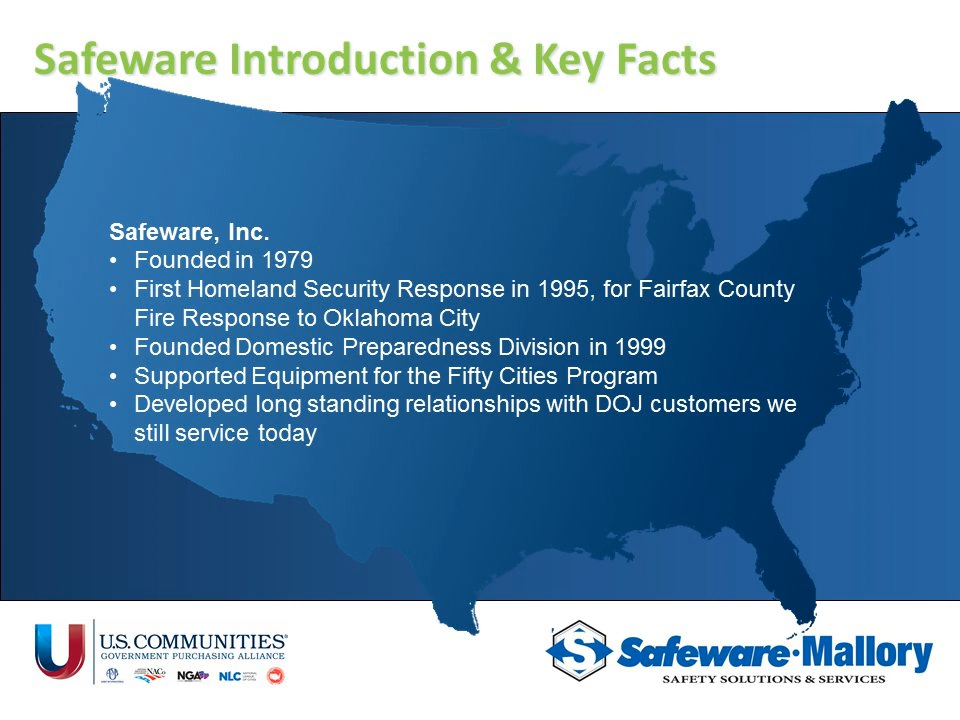 Safeware Introduction & Key Facts
Safeware, Inc.
• Founded in 1979
• First Homeland Security Response in 1995, for Fairfax County
Fire Response to Oklahoma City
• Founded Domestic Preparedness Division in 1999
• Supported Equipment for the Fifty Cities Program
• Developed long standing relationships with DOJ customers we
still service today
U.S. COMMUNITIES®
GOVERNMENT PURCHASING ALLIANCE
NACo NGA NLC
S Safeware·Mallory
SAFETY SOLUTIONS & SERVICES